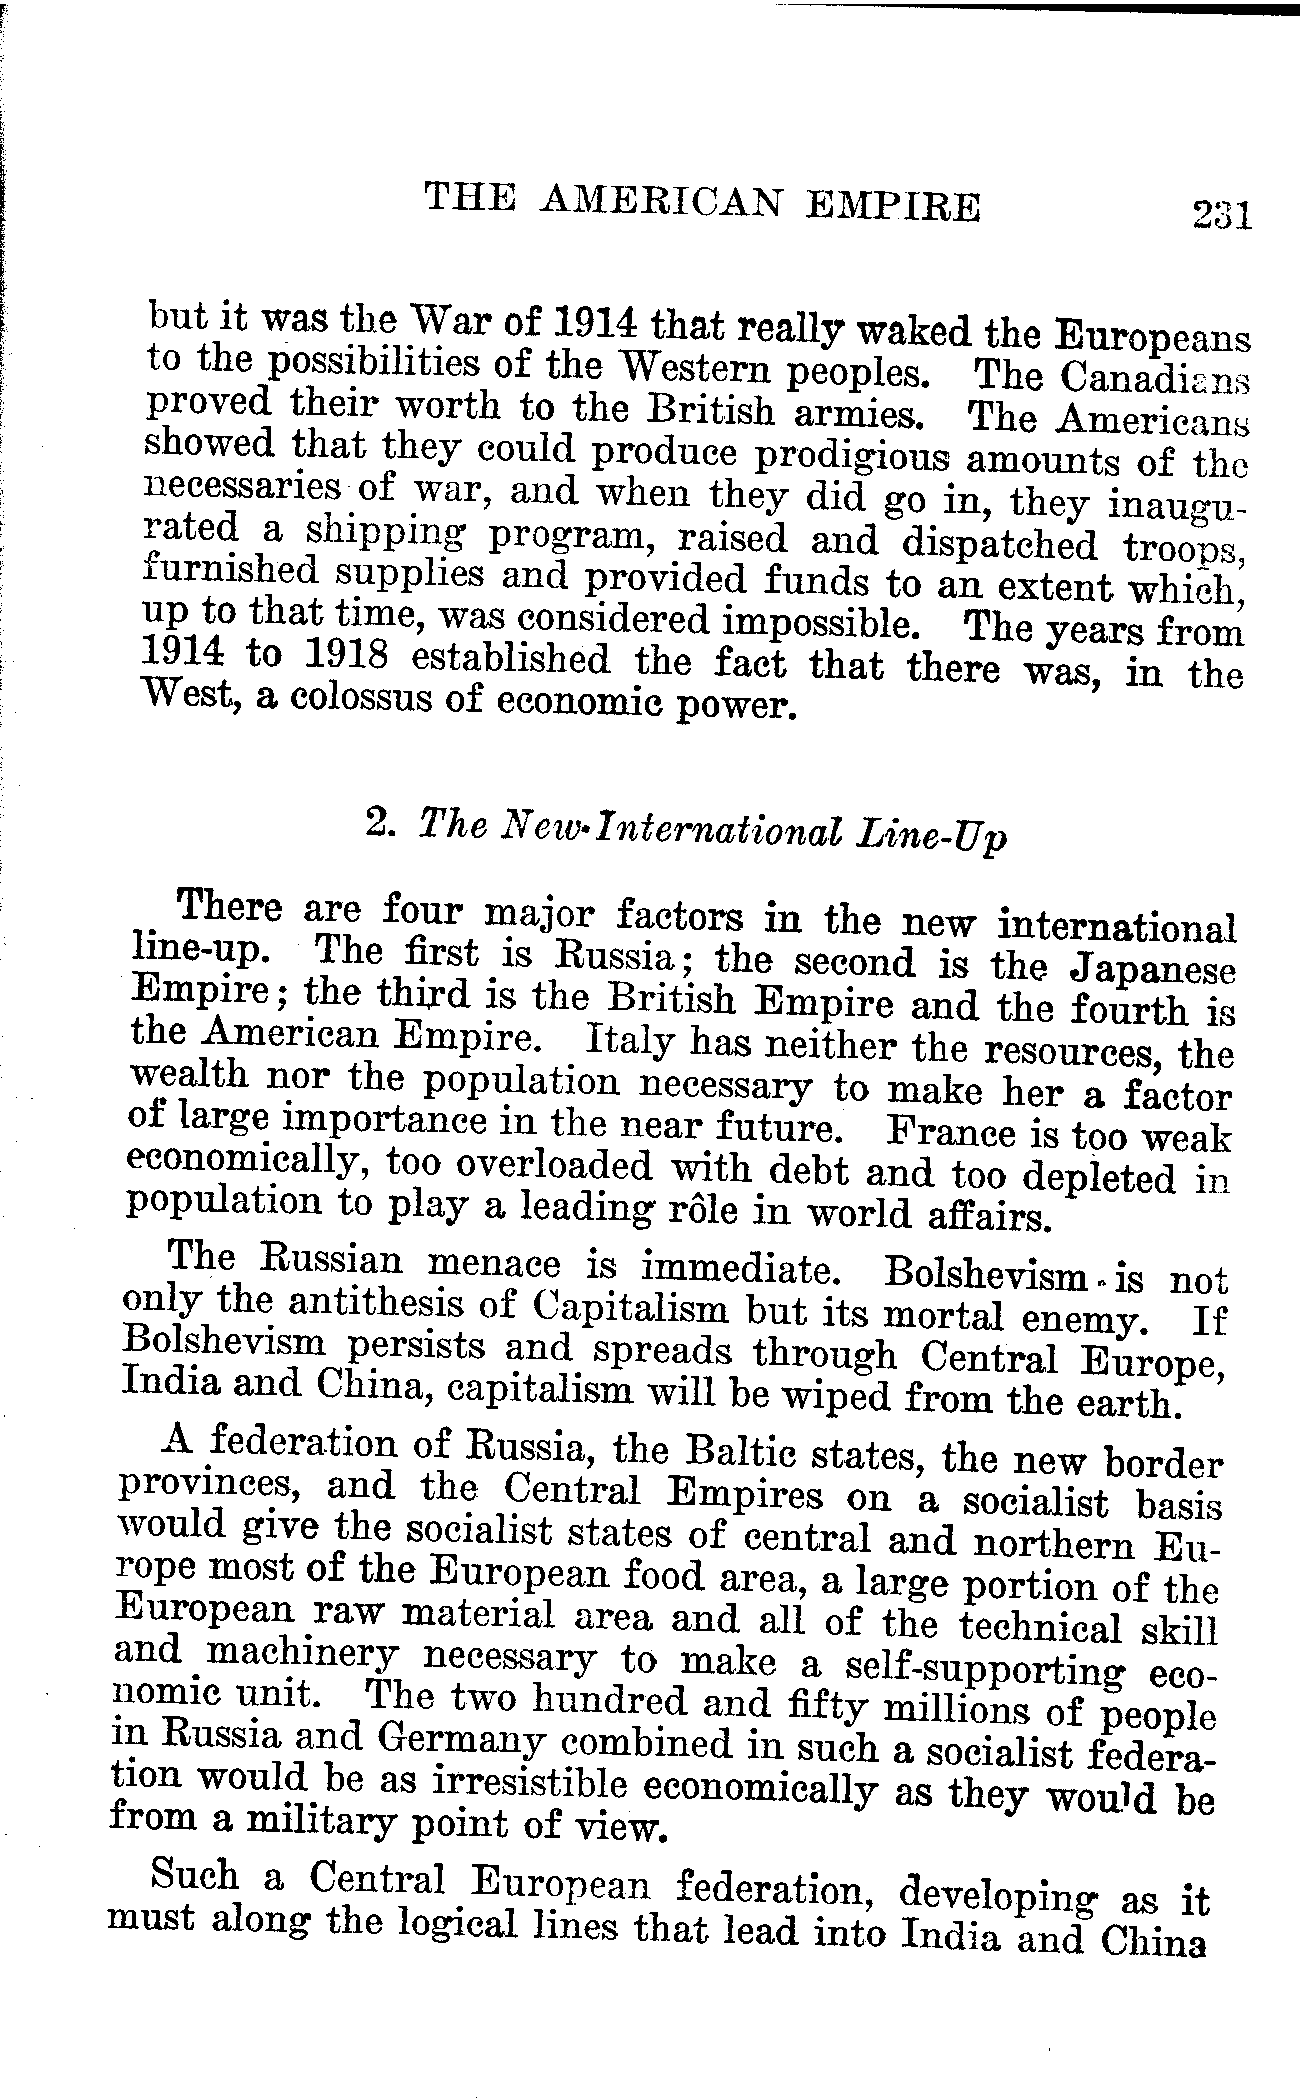 THE AMERICAN EMPIRE 231
but it was the War of 1914 that really waked the Europeans
to the possibilities of the Western peoples. The Canadians
proved their worth to the British armies. The Americans
showed that they could produce prodigious amounts of the
necessaries of war, and when they did go in, they inaugu-
rated a shipping program, raised and dispatched troops,
furnished supplies and provided funds to an extent which,
up to that time, was considered impossible. The years from
1914 to 1918 established the fact that there was, in the
West, a colossus of economic power.
2. The New International Line-Up
There are four major factors in the new international
line-up. The first is Russia; the second is the Japanese
Empire; the third is the British Empire and the fourth is
the American Empire. Italy has neither the resources, the
wealth nor the population necessary to make her a factor
of large importance in the near future. France is too weak
economically, too overloaded with debt and too depleted in
population to play a leading rôle in world affairs.
The Russian menace is immediate. Bolshevism is not
only the antithesis of Capitalism but its mortal enemy. If
Bolshevism persists and spreads through Central Europe,
India and China, capitalism will be wiped from the earth.
A federation of Russia, the Baltic states, the new border
provinces, and the Central Empires on a socialist basis
would give the socialist states of central and northern Eu-
rope most of the European food area, a large portion of the
European raw material area and all of the technical skill
and machinery necessary to make a self-supporting eco-
nomic unit. The two hundred and fifty millions of people
in Russia and Germany combined in such a socialist federa-
tion would be as irresistible economically as they would be
from a military point of view.
Such a Central European federation, developing as it
must along the logical lines that lead into India and China